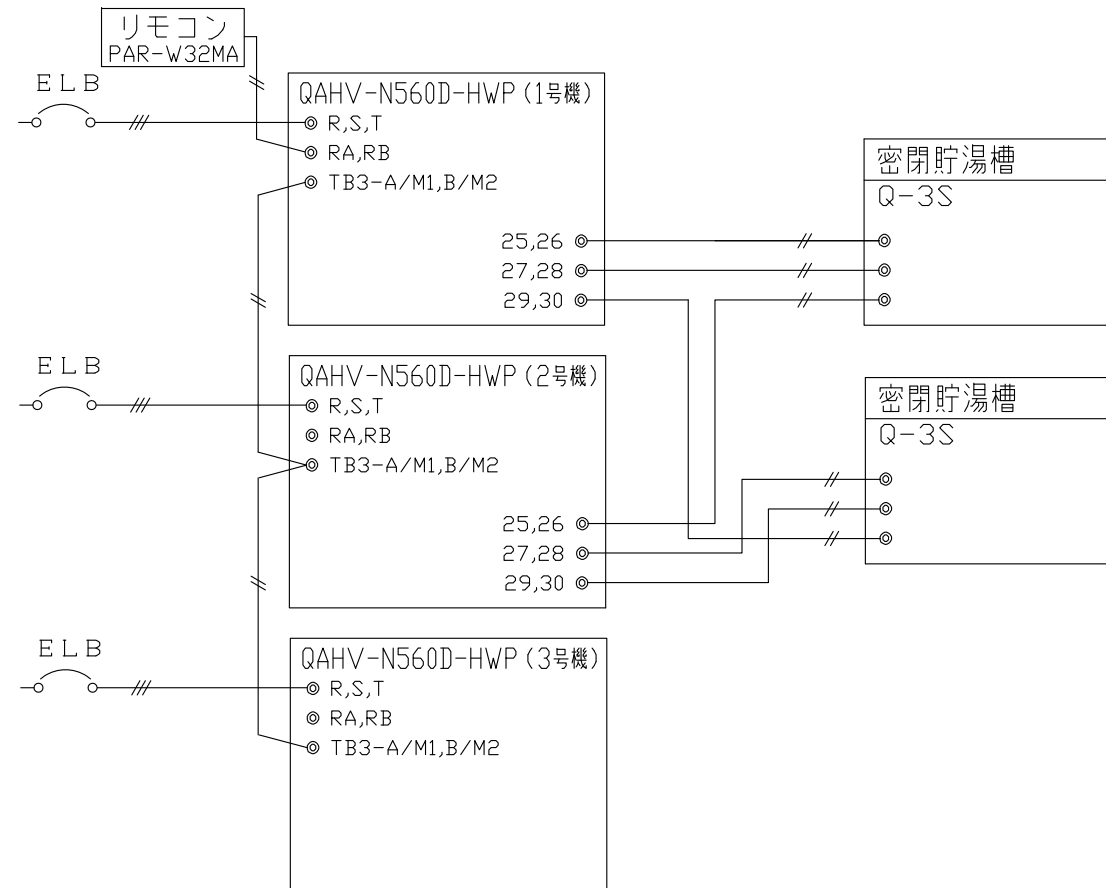 リモコン
PAR-W32MA
ELB
QAHV-N560D-HWP(1号機)
R,S,T
RA,RB
TB3-A/M1,B/M2
25,26
27,28
29,30
密閉貯湯槽
Q-3S
ELB
QAHV-N560D-HWP(2号機)
R,S,T
RA,RB
TB3-A/M1,B/M2
25,26
27,28
29,30
密閉貯湯槽
Q-3S
ELB
QAHV-N560D-HWP(3号機)
R,S,T
RA,RB
TB3-A/M1,B/M2